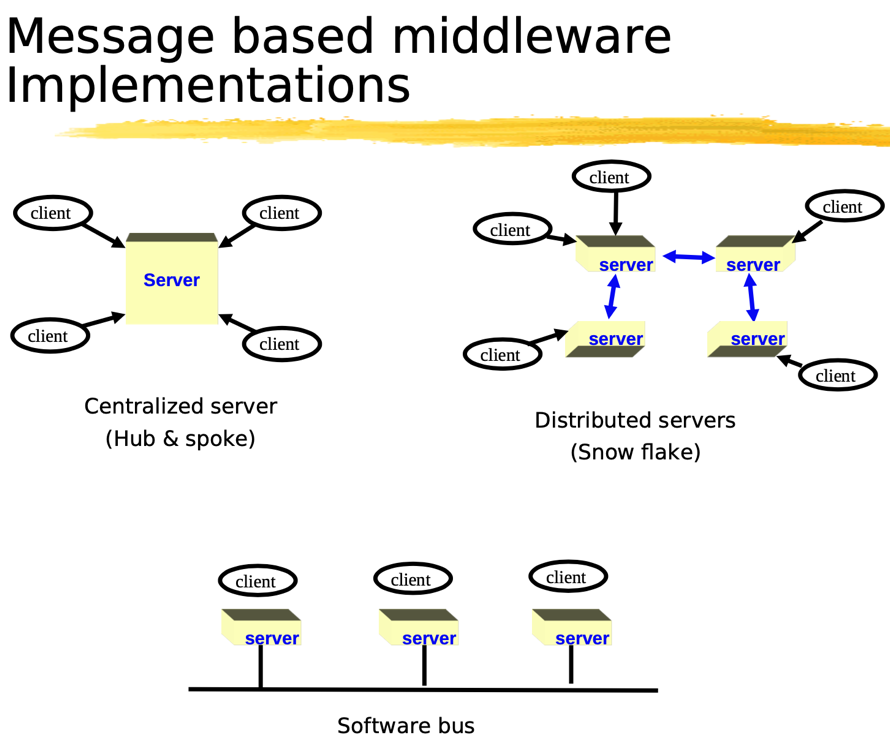 Message based middleware
Implementations
client
client
Server
client
client
Centralized server
(Hub & spoke)
client
client
client
server
server
server
server
client
client
Distributed servers
(Snow flake)
client
client
client
server
server
server
Software bus